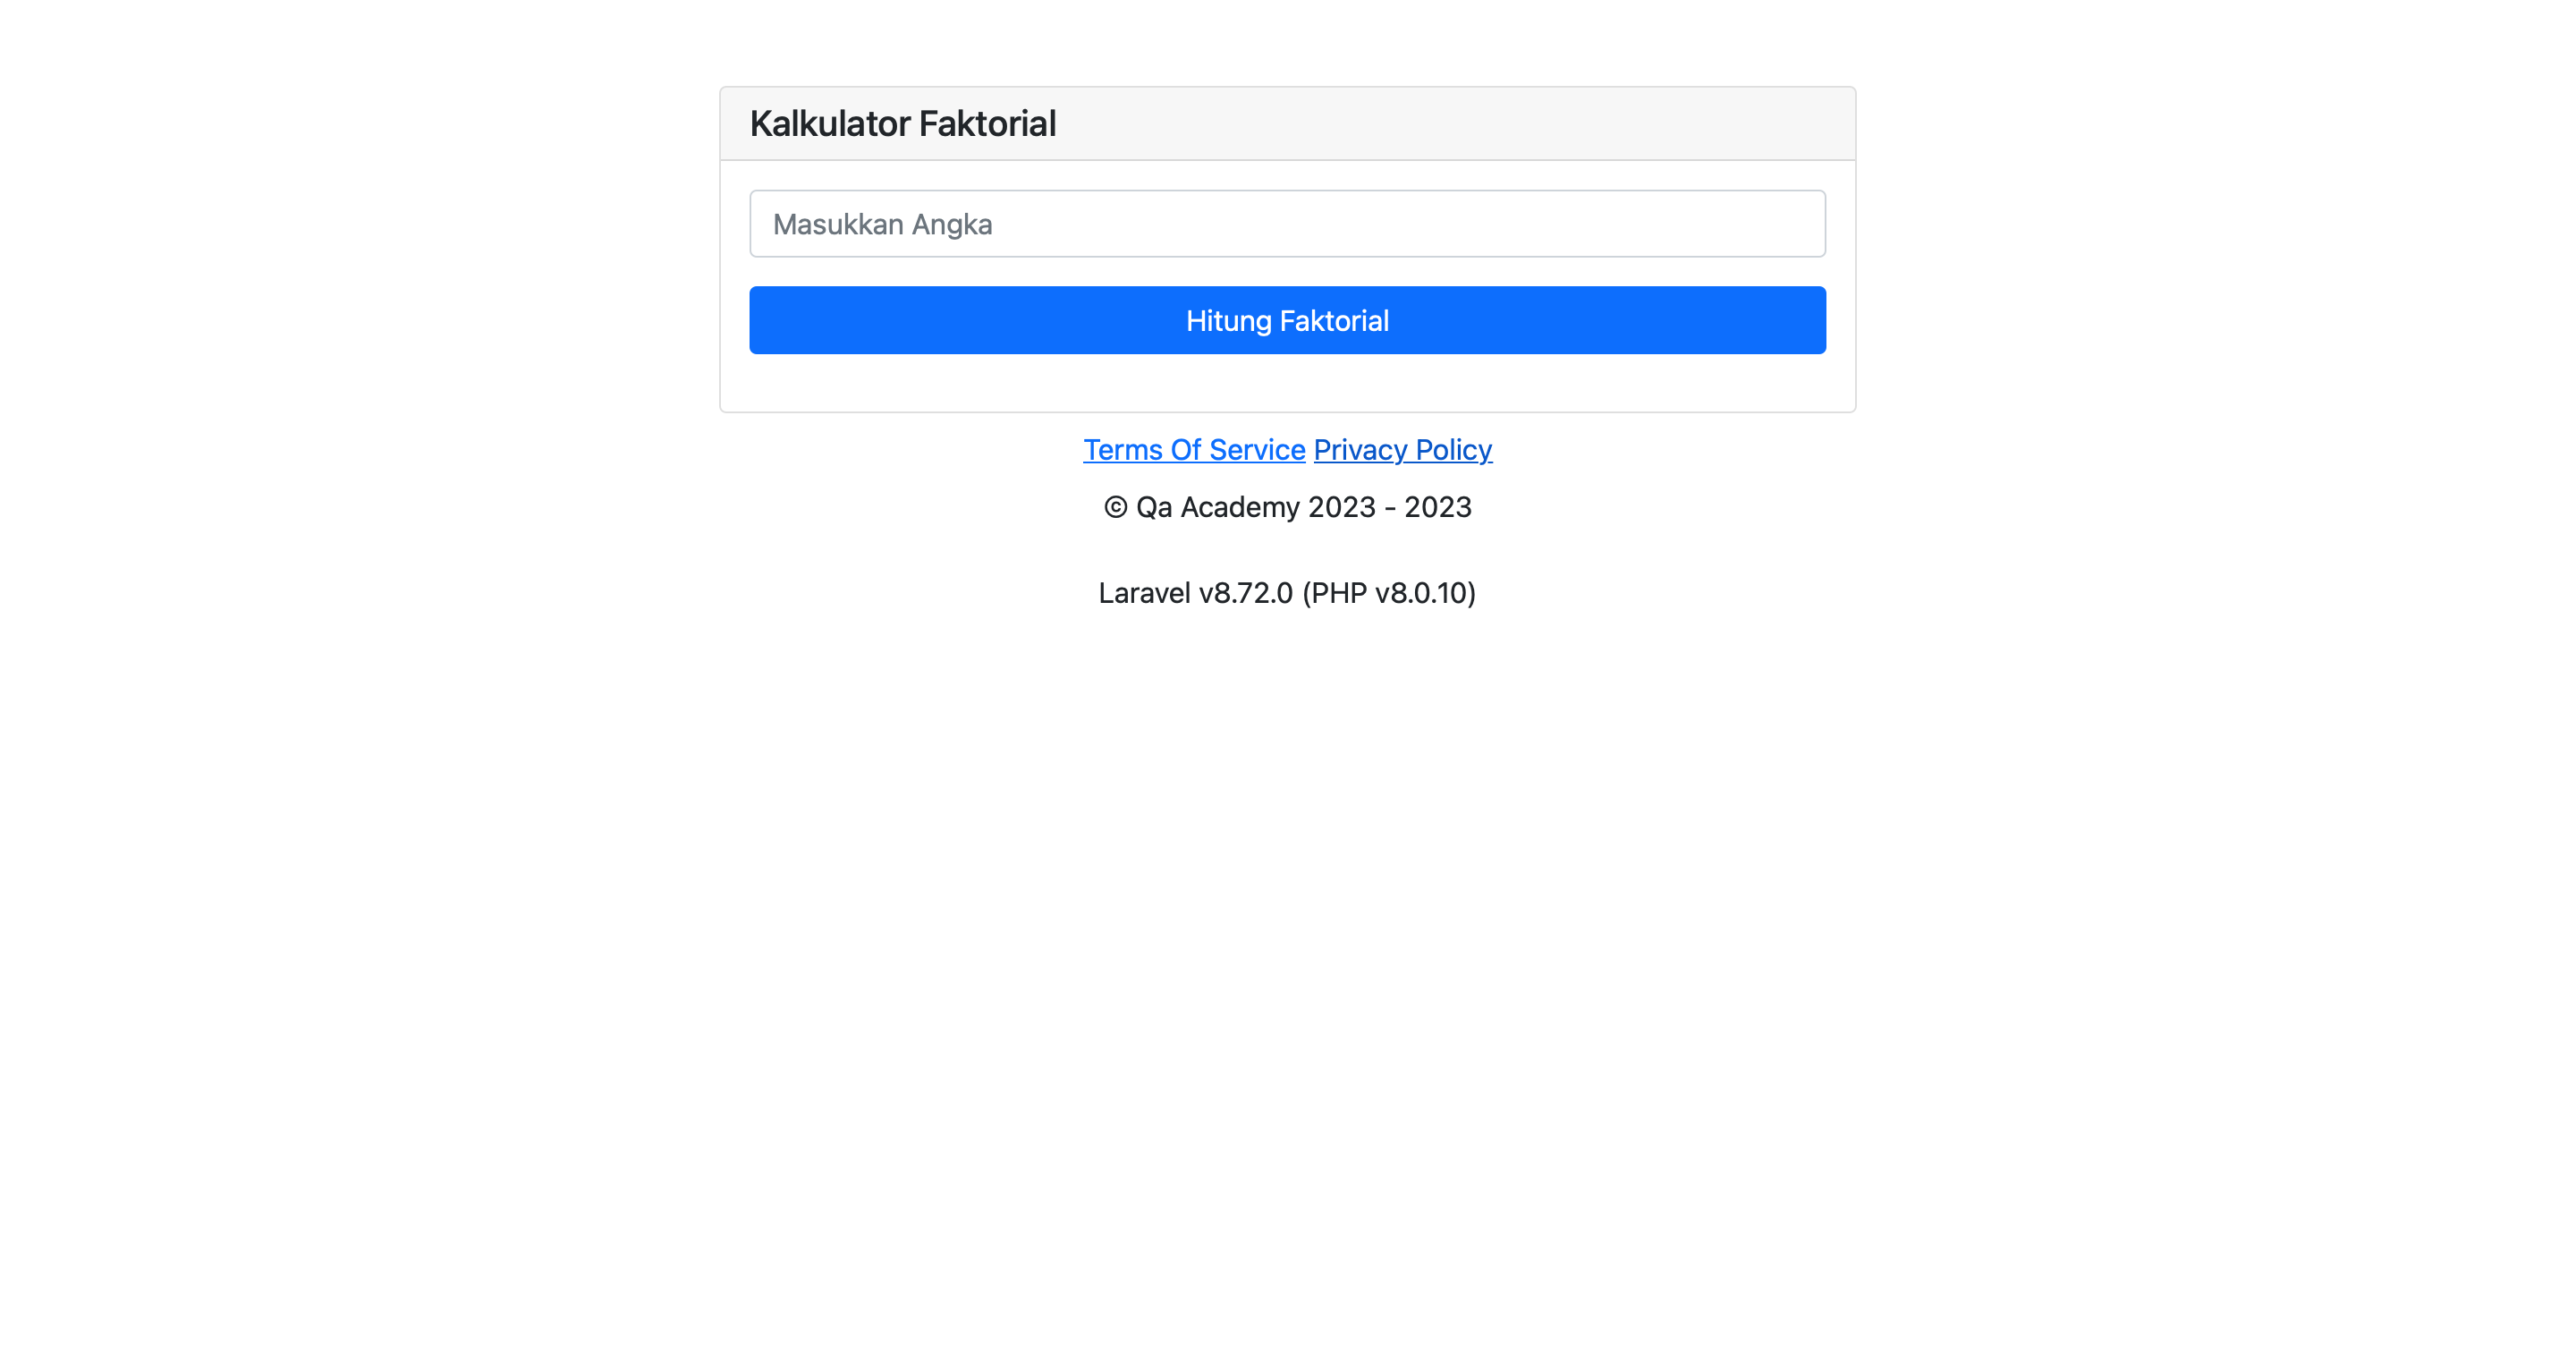 Kalkulator Faktorial
Masukkan Angka
Hitung Faktorial
Terms Of Service Privacy Policy
© Qa Academy 2023 - 2023
Laravel v8.72.0 (PHP v8.0.10)